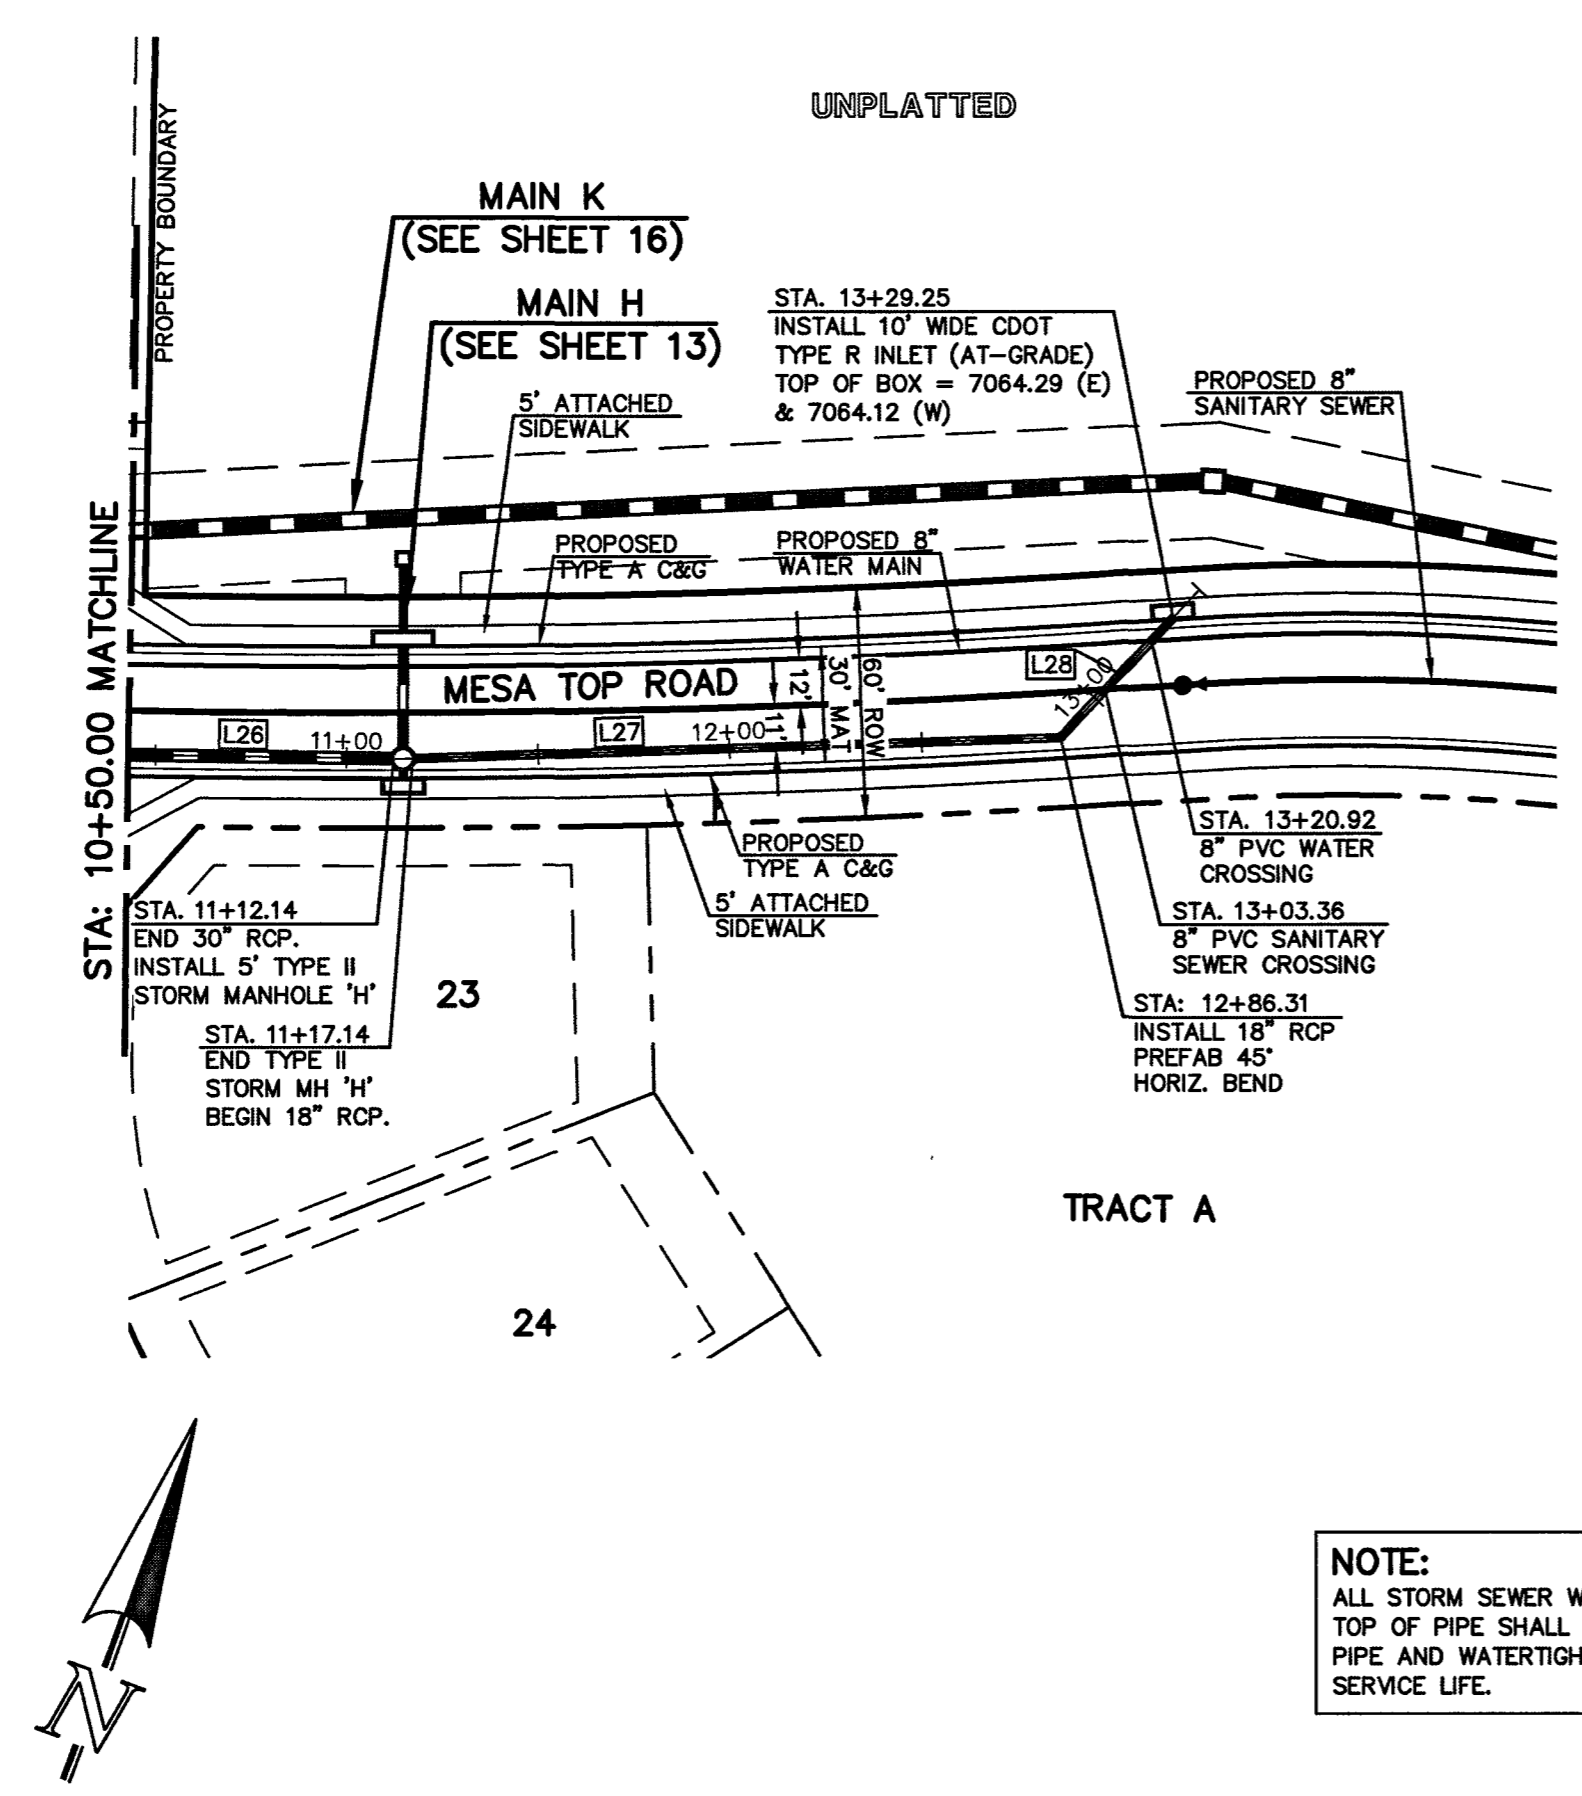 UNPLATTED
PROPERTY BOUNDARY
MAIN K
(SEE SHEET 16)
MAIN H
(SEE SHEET 13)
STA. 13+29.25
INSTALL 10' WIDE CDOT
TYPE R INLET (AT-GRADE)
TOP OF BOX = 7064.29 (E)
& 7064.12 (W)
PROPOSED 8"
SANITARY SEWER
5' ATTACHED
SIDEWALK
STA: 10+50.00 MATCHLINE
PROPOSED
TYPE A C&G
PROPOSED 8"
WATER MAIN
MESA TOP ROAD
12'
30' MAT
60' ROW
L28
13+00
L26
11+00
L27
12+00
11'
STA. 13+20.92
8" PVC WATER
CROSSING
PROPOSED
TYPE A C&G
5' ATTACHED
SIDEWALK
STA. 13+03.36
8" PVC SANITARY
SEWER CROSSING
STA. 11+12.14
END 30" RCP.
INSTALL 5' TYPE II
STORM MANHOLE 'H'
23
STA: 12+86.31
INSTALL 18" RCP
PREFAB 45°
HORIZ. BEND
STA. 11+17.14
END TYPE II
STORM MH 'H'
BEGIN 18" RCP.
TRACT A
24
N
NOTE:
ALL STORM SEWER W
TOP OF PIPE SHALL
PIPE AND WATERTIGH
SERVICE LIFE.